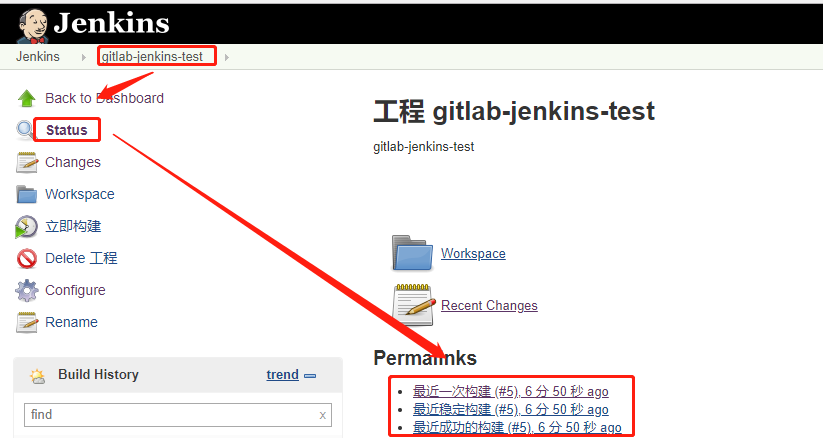 Jenkins
Jenkins gitlab-jenkins-test
Back to Dashboard
Status
Changes
Workspace
立即构建
Delete 工程
Configure
Rename
Build History trend
find x
工程 gitlab-jenkins-test
gitlab-jenkins-test
Workspace
Recent Changes
Permalinks
最近一次构建 (#5), 6 分 50 秒 ago
最近稳定构建 (#5), 6 分 50 秒 ago
最近成功的构建 (#5), 6 分 50 秒 ago